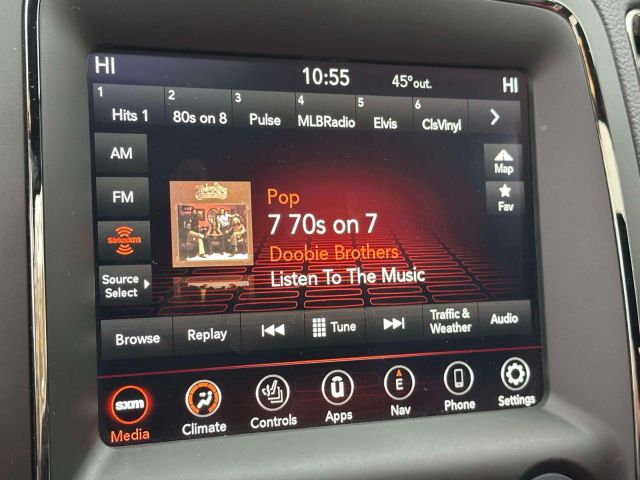 HI 10:55 45°out. HI
1 2 3 4 5 6
Hits 1 80s on 8 Pulse MLBRadio Elvis ClsVinyl
AM
FM
SiriusXM
Source
Select
Map
Fav
Pop
7 70s on 7
Doobie Brothers
Listen To The Music
Browse Replay Tune Traffic &
Weather Audio
sxm U E
Media Climate Controls Apps Nav Phone Settings